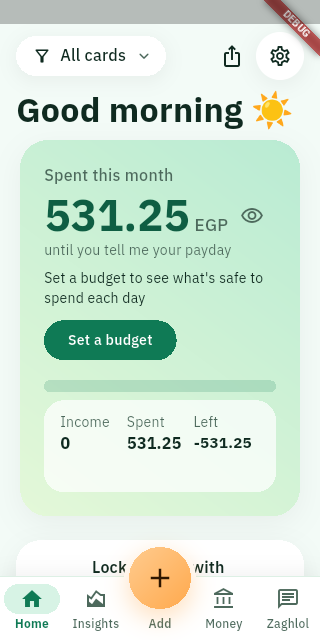 DEBUG
All cards
Good morning ☀️
Spent this month
531.25 EGP
until you tell me your payday
Set a budget to see what's safe to
spend each day
Set a budget
Income Spent Left
0 531.25 -531.25
Lock with
Home Insights Add Money Zaghlol